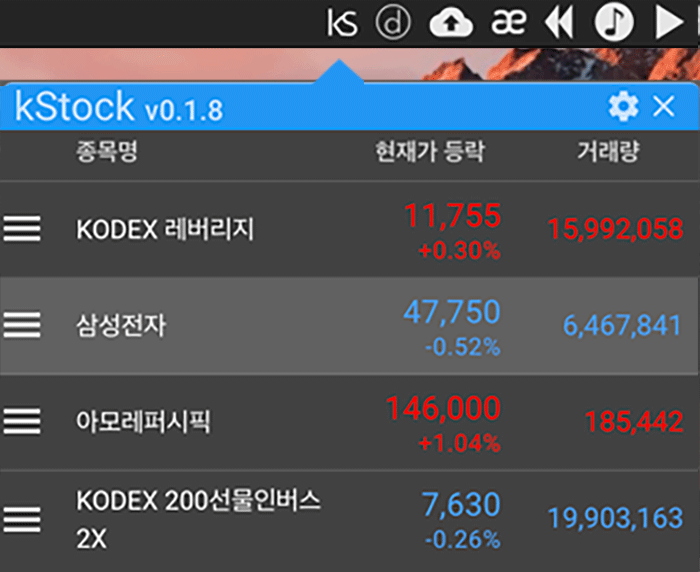 ks d æ
kStock v0.1.8
종목명 현재가 등락 거래량
KODEX 레버리지 11,755 15,992,058
+0.30%
삼성전자 47,750 6,467,841
-0.52%
아모레퍼시픽 146,000 185,442
+1.04%
KODEX 200선물인버스 7,630 19,903,163
2X -0.26%